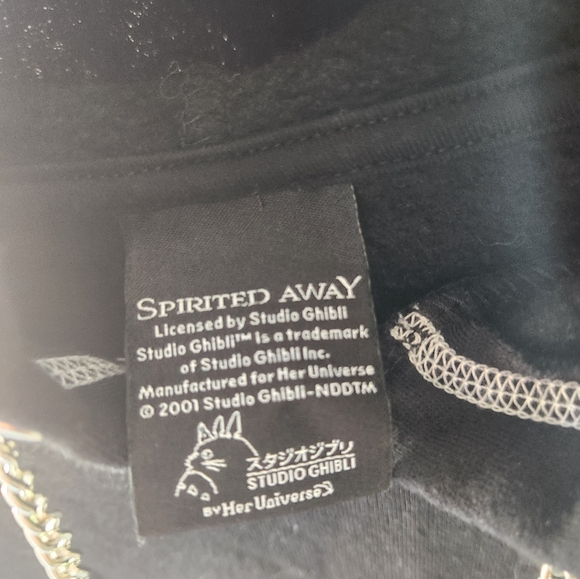 SPIRITED AWAY
Licensed by Studio Ghibli
Studio Ghibli™ is a trademark
of Studio Ghibli Inc.
Manufactured for Her Universe
© 2001 Studio Ghibli-NDDTM
スタジオジブリ
STUDIO GHIBLI
BY Her Universe